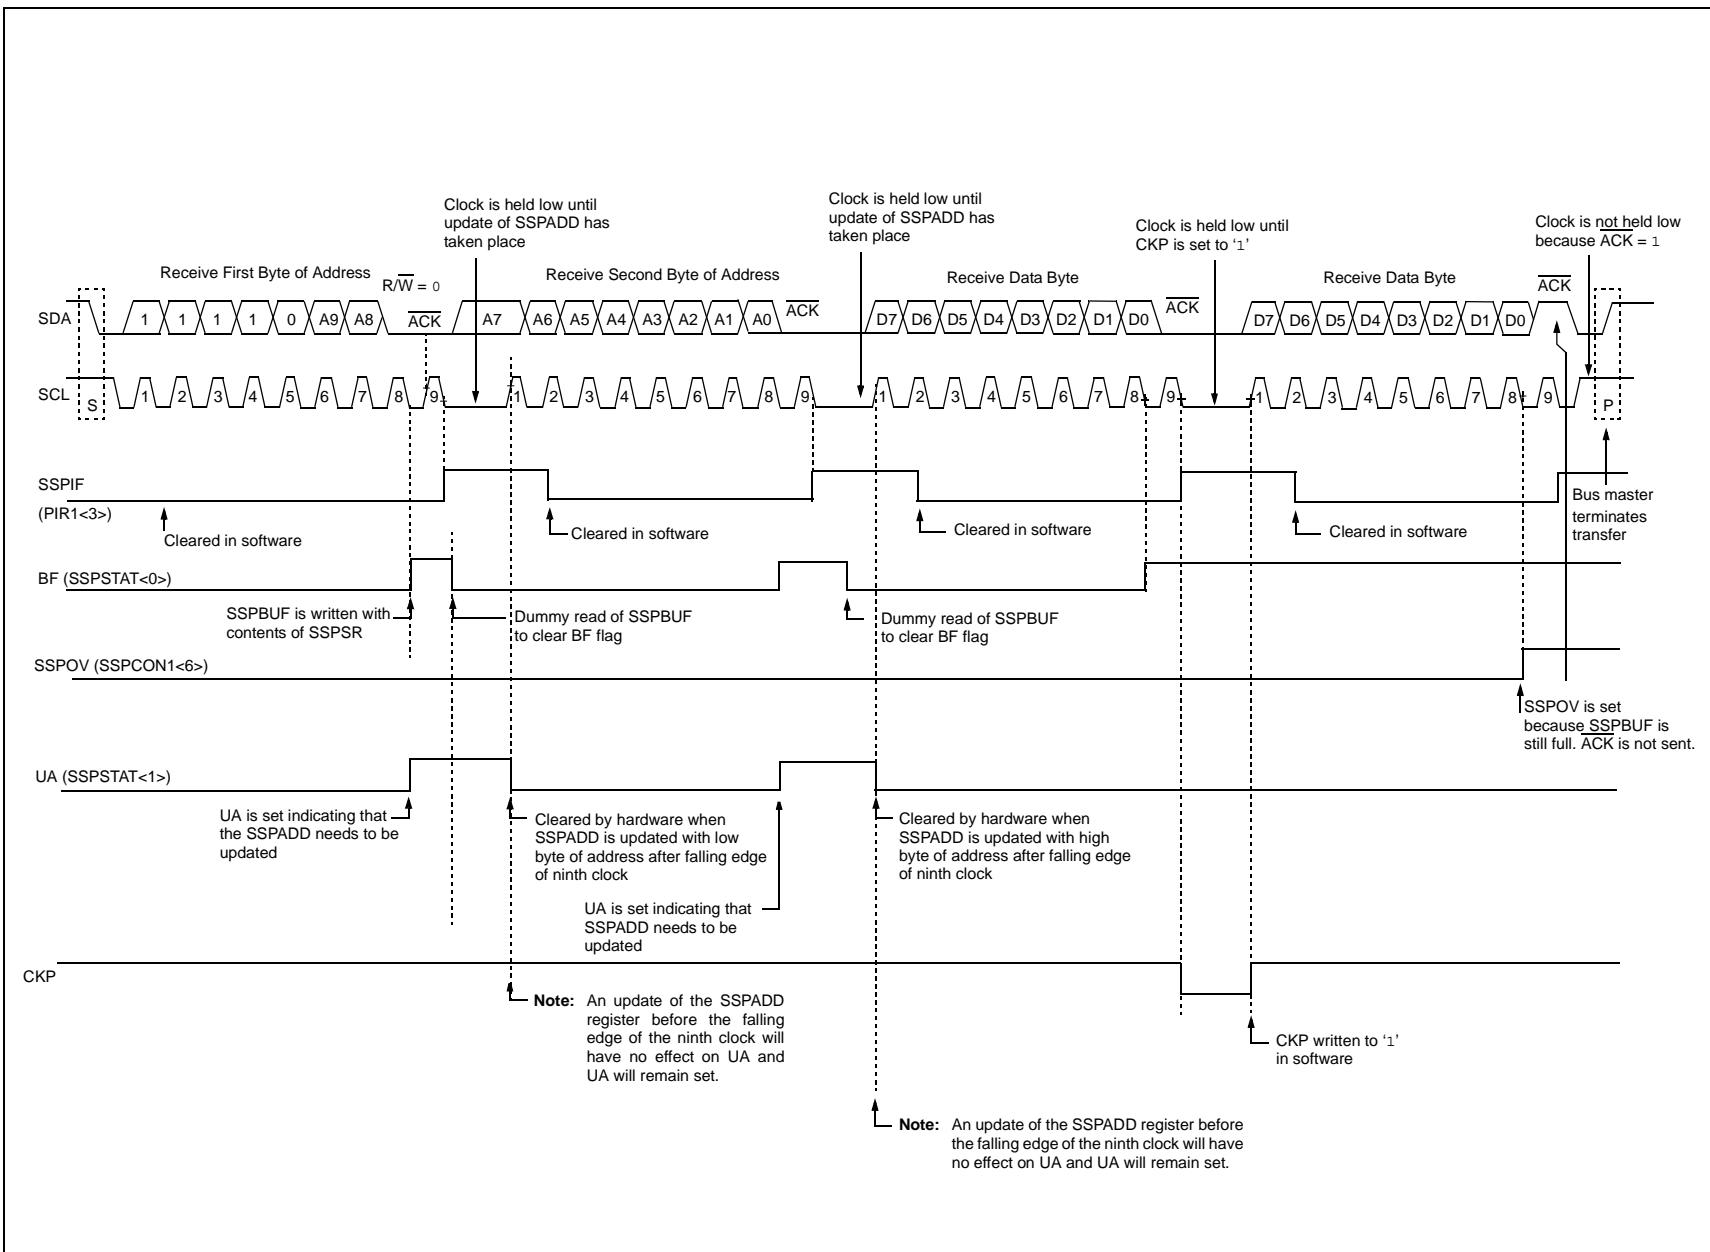 Clock is held low until
update of SSPADD has
taken place
Clock is held low until
update of SSPADD has
taken place
Clock is held low until
CKP is set to ‘1’
Clock is not held low
because ACK = 1
Receive First Byte of Address
R/W = 0
Receive Second Byte of Address
Receive Data Byte
Receive Data Byte
ACK
SDA
1 1 1 1 0 A9 A8 ACK A7 A6 A5 A4 A3 A2 A1 A0 ACK D7 D6 D5 D4 D3 D2 D1 D0 ACK D7 D6 D5 D4 D3 D2 D1 D0
SCL
S 1 2 3 4 5 6 7 8 9 1 2 3 4 5 6 7 8 9 1 2 3 4 5 6 7 8 9 1 2 3 4 5 6 7 8 9 P
SSPIF
(PIR1<3>)
Cleared in software
Cleared in software
Cleared in software
Cleared in software
Bus master
terminates
transfer
BF (SSPSTAT<0>)
SSPBUF is written with
contents of SSPSR
Dummy read of SSPBUF
to clear BF flag
Dummy read of SSPBUF
to clear BF flag
SSPOV (SSPCON1<6>)
SSPOV is set
because SSPBUF is
still full. ACK is not sent.
UA (SSPSTAT<1>)
UA is set indicating that
the SSPADD needs to be
updated
Cleared by hardware when
SSPADD is updated with low
byte of address after falling edge
of ninth clock
Cleared by hardware when
SSPADD is updated with high
byte of address after falling edge
of ninth clock
UA is set indicating that
SSPADD needs to be
updated
CKP
Note: An update of the SSPADD
register before the falling
edge of the ninth clock will
have no effect on UA and
UA will remain set.
CKP written to ‘1’
in software
Note: An update of the SSPADD register before
the falling edge of the ninth clock will have
no effect on UA and UA will remain set.